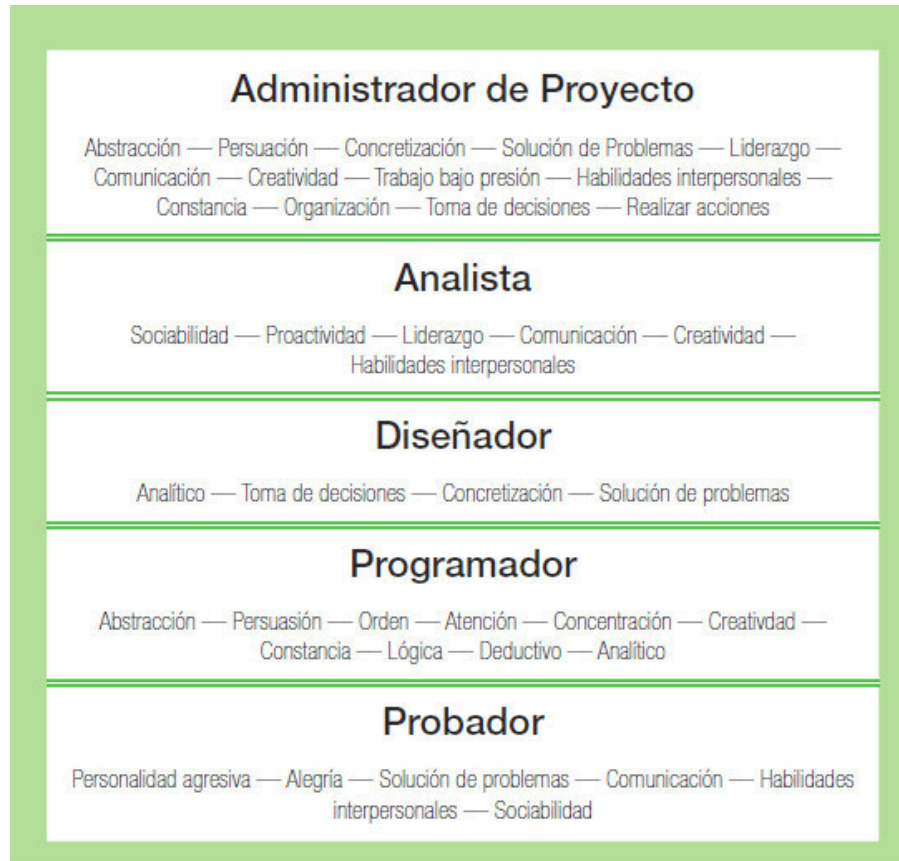 Administrador de Proyecto
Abstracción — Persuación — Concretización — Solución de Problemas — Liderazgo —
Comunicación — Creatividad — Trabajo bajo presión — Habilidades interpersonales —
Constancia — Organización — Toma de decisiones — Realizar acciones
Analista
Sociabilidad — Proactividad — Liderazgo — Comunicación — Creatividad —
Habilidades interpersonales
Diseñador
Analítico — Toma de decisiones — Concretización — Solución de problemas
Programador
Abstracción — Persuasión — Orden — Atención — Concentración — Creativdad —
Constancia — Lógica — Deductivo — Analítico
Probador
Personalidad agresiva — Alegría — Solución de problemas — Comunicación — Habilidades
interpersonales — Sociabilidad